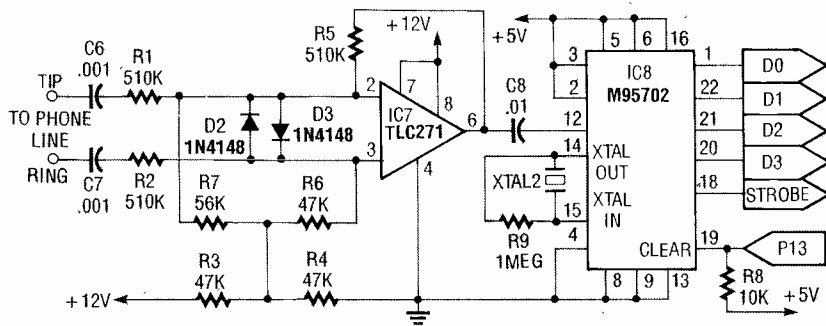 C6
.001
R1
510K
TIP
TO PHONE
LINE
RING
C7
.001
R2
510K
D2
1N4148
D3
1N4148
R7
56K
R6
47K
R3
47K
R4
47K
+12V
R5
510K
+12V
2
7
8
IC7
TLC271
3
4
6
C8
.01
+5V
5
6
16
3
2
IC8
M95702
12
14
XTAL
OUT
XTAL2
XTAL
IN
15
R9
1MEG
4
CLEAR
8
9
13
1
22
21
20
18
19
D0
D1
D2
D3
STROBE
P13
R8
10K
+5V